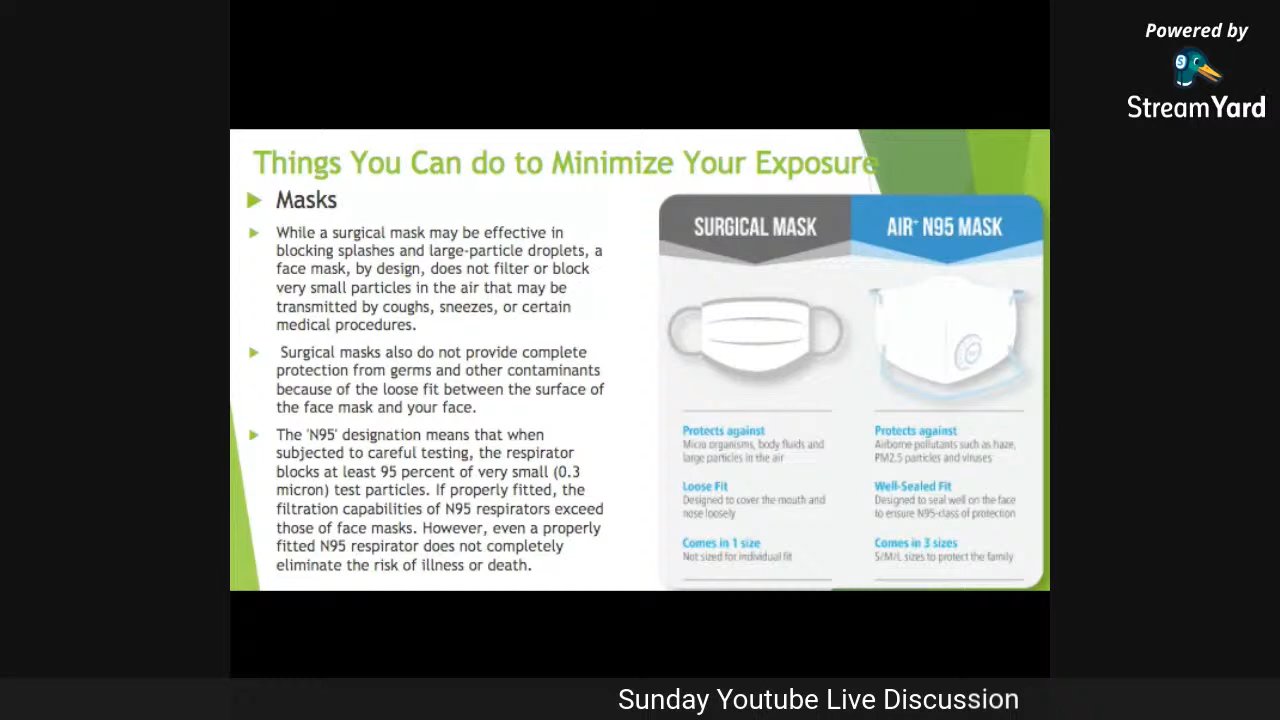 Powered by
StreamYard
Things You Can do to Minimize Your Exposure
Masks
While a surgical mask may be effective in
blocking splashes and large-particle droplets, a
face mask, by design, does not filter or block
very small particles in the air that may be
transmitted by coughs, sneezes, or certain
medical procedures.
Surgical masks also do not provide complete
protection from germs and other contaminants
because of the loose fit between the surface of
the face mask and your face.
The 'N95' designation means that when
subjected to careful testing, the respirator
blocks at least 95 percent of very small (0.3
micron) test particles. If properly fitted, the
filtration capabilities of N95 respirators exceed
those of face masks. However, even a properly
fitted N95 respirator does not completely
eliminate the risk of illness or death.
SURGICAL MASK
Protects against
Micro organisms, body fluids and
large particles in the air
Loose Fit
Designed to cover the mouth and
nose loosely
Comes in 1 size
Not sized for individual fit
AIR+ N95 MASK
Protects against
Airborne pollutants such as haze,
PM2.5 particles and viruses
Well-Sealed Fit
Designed to seal well on the face
to ensure N95-class of protection
Comes in 3 sizes
S/M/L sizes to protect the family
Sunday Youtube Live Discussion